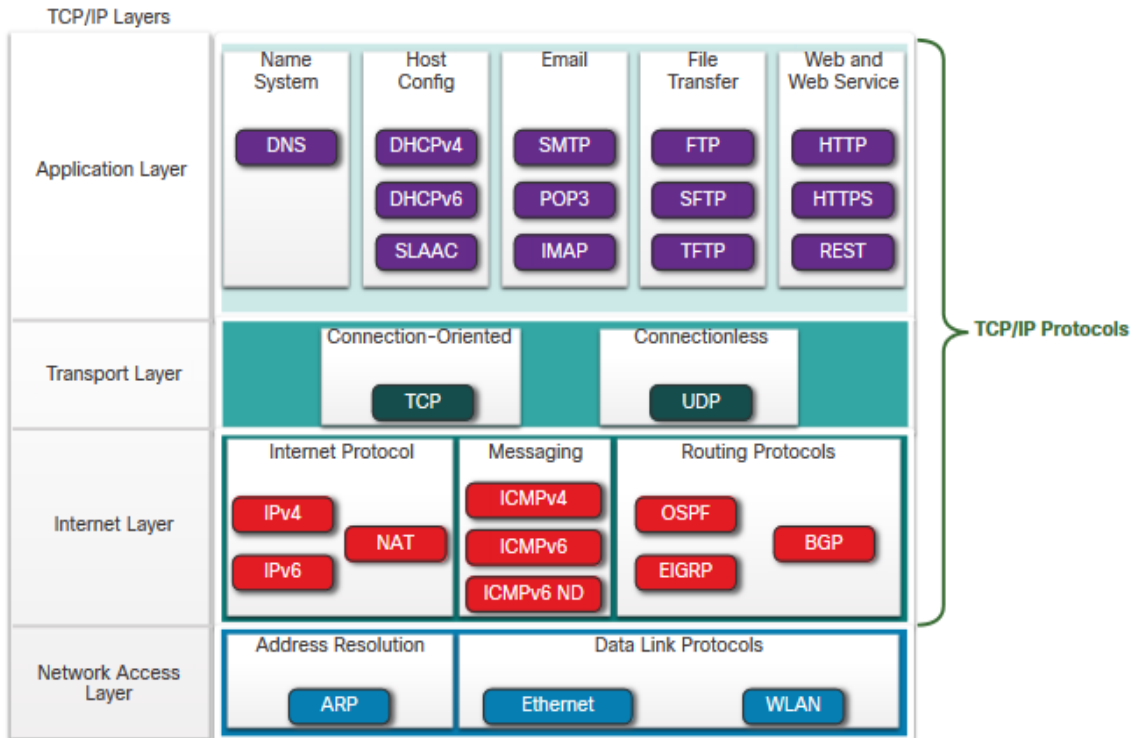 TCP/IP Layers
Name
System
Host
Config
Email
File
Transfer
Web and
Web Service
Application Layer
DNS
DHCPv4
SMTP
FTP
HTTP
DHCPv6
POP3
SFTP
HTTPS
SLAAC
IMAP
TFTP
REST
TCP/IP Protocols
Transport Layer
Connection-Oriented
Connectionless
TCP
UDP
Internet Layer
Internet Protocol
Messaging
Routing Protocols
IPv4
NAT
IPv6
ICMPv4
ICMPv6
ICMPv6 ND
OSPF
BGP
EIGRP
Network Access
Layer
Address Resolution
Data Link Protocols
ARP
Ethernet
WLAN